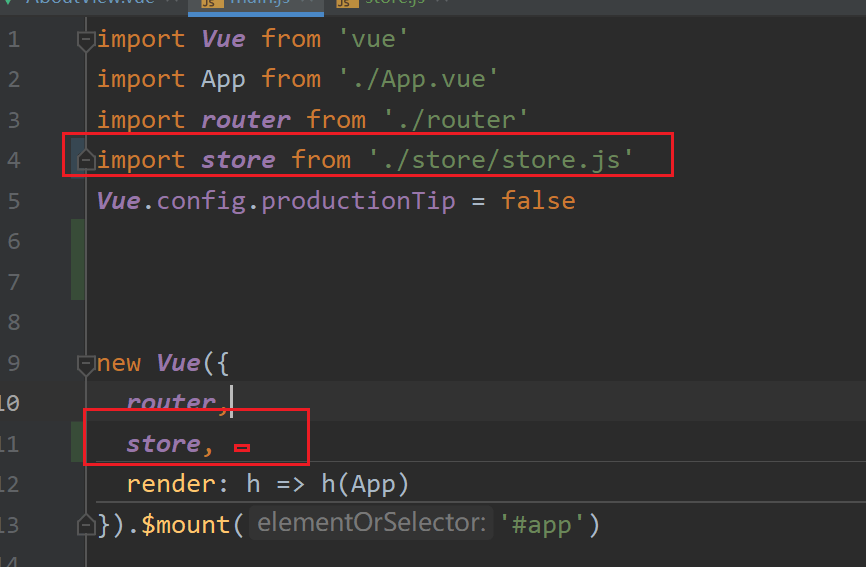 AboutView.vue main.js store.js
1 import Vue from 'vue'
2 import App from './App.vue'
3 import router from './router'
4 import store from './store/store.js'
5 Vue.config.productionTip = false
6
7
8
9 new Vue({
10 router,
11 store,
12 render: h => h(App)
13 }).$mount( elementOrSelector: '#app')
14